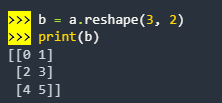 >>> b = a.reshape(3, 2)
>>> print(b)
[[0 1]
 [2 3]
 [4 5]]